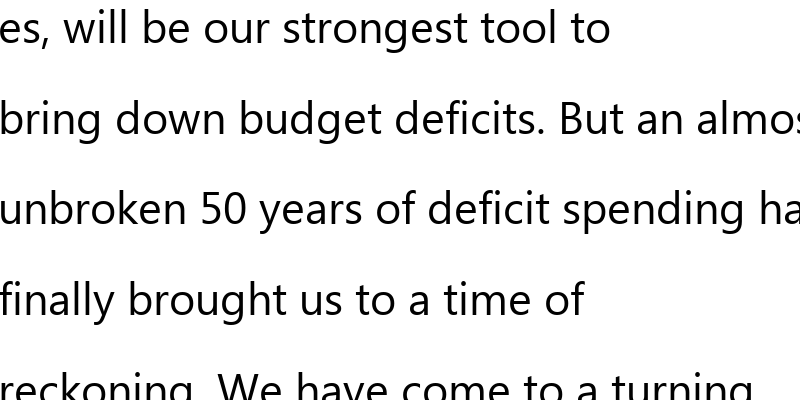 es, will be our strongest tool to
bring down budget deficits. But an almos
unbroken 50 years of deficit spending ha
finally brought us to a time of
reckoning. We have come to a turning